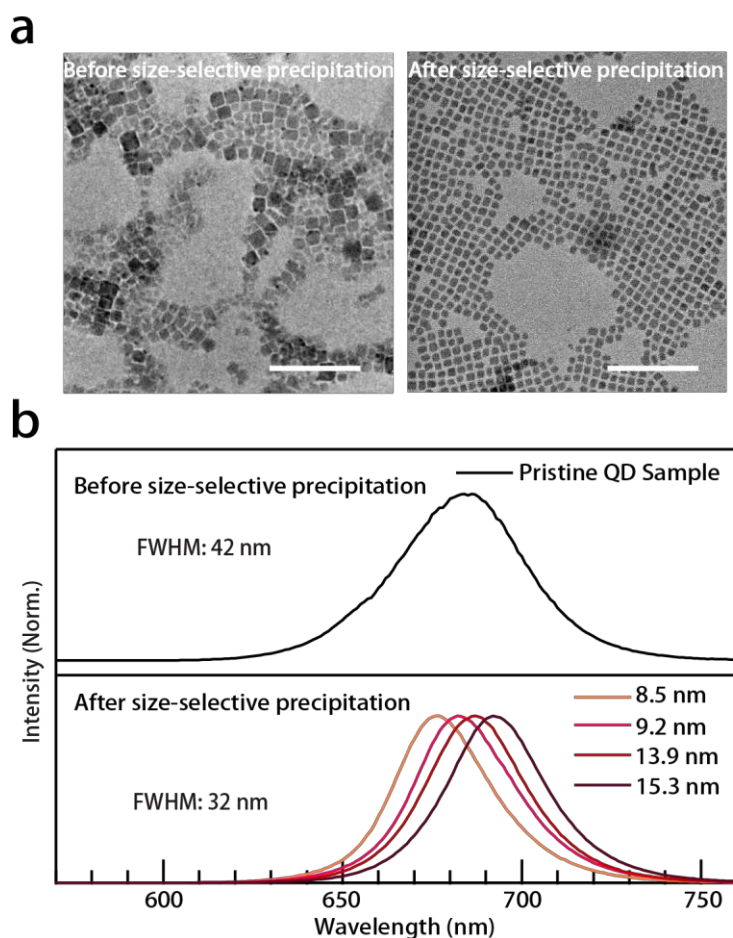 a
Before size-selective precipitation
After size-selective precipitation
b
Before size-selective precipitation
Pristine QD Sample
FWHM: 42 nm
Intensity (Norm.)
After size-selective precipitation
8.5 nm
9.2 nm
13.9 nm
15.3 nm
FWHM: 32 nm
600
650
700
750
Wavelength (nm)